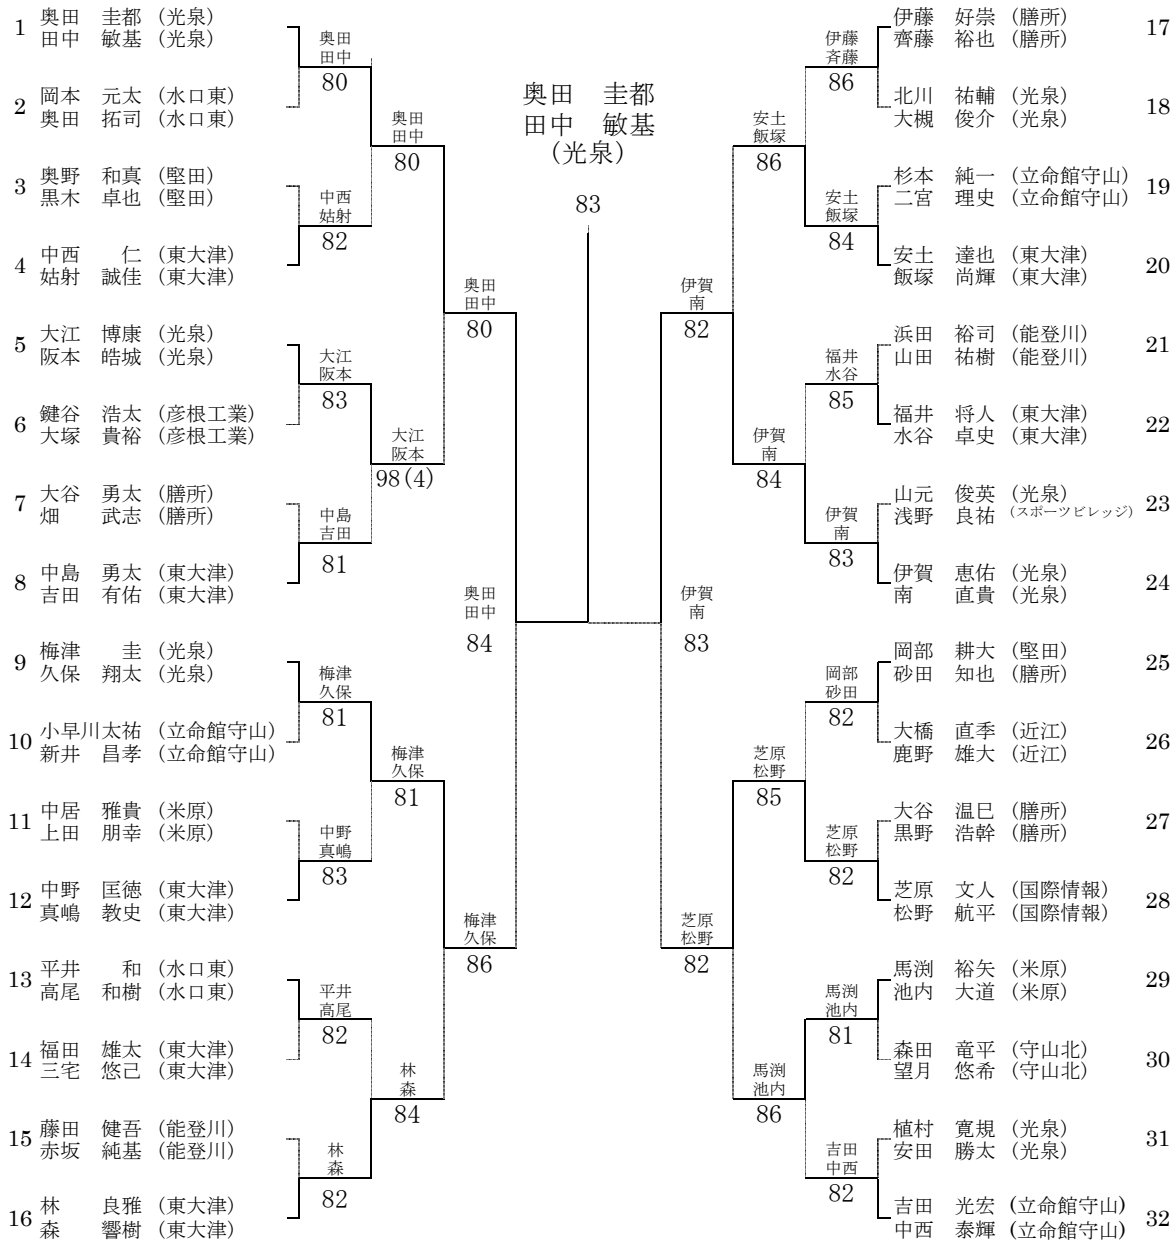 1 奥田 圭都 (光泉)
田中 敏基 (光泉)
2 岡本 元太 (水口東)
奥田 拓司 (水口東)
3 奥野 和真 (堅田)
黒木 卓也 (堅田)
4 中西 仁 (東大津)
姑射 誠佳 (東大津)
5 大江 博康 (光泉)
阪本 皓城 (光泉)
6 鍵谷 浩太 (彦根工業)
大塚 貴裕 (彦根工業)
7 大谷 勇太 (膳所)
畑 武志 (膳所)
8 中島 勇太 (東大津)
吉田 有佑 (東大津)
9 梅津 圭 (光泉)
久保 翔太 (光泉)
10 小早川太祐 (立命館守山)
新井 昌孝 (立命館守山)
11 中居 雅貴 (米原)
上田 朋幸 (米原)
12 中野 匡徳 (東大津)
真嶋 教史 (東大津)
13 平井 和 (水口東)
高尾 和樹 (水口東)
14 福田 雄太 (東大津)
三宅 悠己 (東大津)
15 藤田 健吾 (能登川)
赤坂 純基 (能登川)
16 林 良雅 (東大津)
森 響樹 (東大津)
奥田
田中
80
中西
姑射
82
大江
阪本
83
中島
吉田
81
梅津
久保
81
中野
真嶋
83
平井
高尾
82
林
森
82
奥田
田中
80
大江
阪本
98(4)
梅津
久保
81
林
森
84
奥田
田中
80
梅津
久保
86
奥田
田中
84
奥田 圭都
田中 敏基
(光泉)
83
伊賀
南
83
伊賀
南
82
芝原
松野
82
安土
飯塚
86
伊賀
南
84
芝原
松野
85
馬渕
池内
86
伊藤
斉藤
86
安土
飯塚
84
福井
水谷
85
伊賀
南
83
岡部
砂田
82
芝原
松野
82
馬渕
池内
81
吉田
中西
82
伊藤 好崇 (膳所) 17
齊藤 裕也 (膳所)
北川 祐輔 (光泉) 18
大槻 俊介 (光泉)
杉本 純一 (立命館守山) 19
二宮 理史 (立命館守山)
安土 達也 (東大津) 20
飯塚 尚輝 (東大津)
浜田 裕司 (能登川) 21
山田 祐樹 (能登川)
福井 将人 (東大津) 22
水谷 卓史 (東大津)
山元 俊英 (光泉) 23
浅野 良祐 (スポーツビレッジ)
伊賀 恵佑 (光泉) 24
南 直貴 (光泉)
岡部 耕大 (堅田) 25
砂田 知也 (膳所)
大橋 直季 (近江) 26
鹿野 雄大 (近江)
大谷 温巳 (膳所) 27
黒野 浩幹 (膳所)
芝原 文人 (国際情報) 28
松野 航平 (国際情報)
馬渕 裕矢 (米原) 29
池内 大道 (米原)
森田 竜平 (守山北) 30
望月 悠希 (守山北)
植村 寛規 (光泉) 31
安田 勝太 (光泉)
吉田 光宏 (立命館守山) 32
中西 泰輝 (立命館守山)